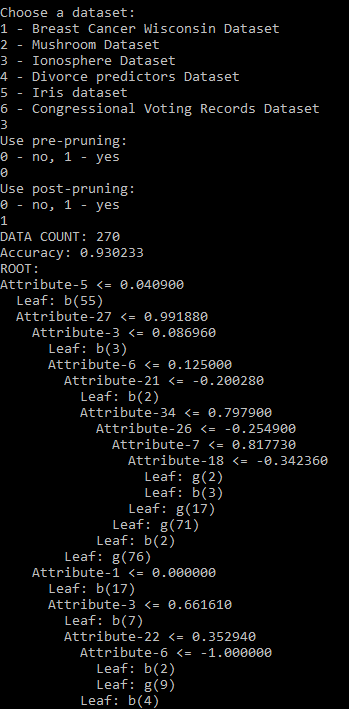 Choose a dataset:
1 - Breast Cancer Wisconsin Dataset
2 - Mushroom Dataset
3 - Ionosphere Dataset
4 - Divorce predictors Dataset
5 - Iris dataset
6 - Congressional Voting Records Dataset
3
Use pre-pruning:
0 - no, 1 - yes
0
Use post-pruning:
0 - no, 1 - yes
1
DATA COUNT: 270
Accuracy: 0.930233
ROOT:
Attribute-5 <= 0.040900
  Leaf: b(55)
  Attribute-27 <= 0.991880
    Attribute-3 <= 0.086960
      Leaf: b(3)
      Attribute-6 <= 0.125000
        Attribute-21 <= -0.200280
          Leaf: b(2)
          Attribute-34 <= 0.797900
            Attribute-26 <= -0.254900
              Attribute-7 <= 0.817730
                Attribute-18 <= -0.342360
                  Leaf: g(2)
                  Leaf: b(3)
                Leaf: g(17)
              Leaf: g(71)
            Leaf: b(2)
        Leaf: g(76)
    Attribute-1 <= 0.000000
      Leaf: b(17)
      Attribute-3 <= 0.661610
        Leaf: b(7)
        Attribute-22 <= 0.352940
          Attribute-6 <= -1.000000
            Leaf: b(2)
            Leaf: g(9)
          Leaf: b(4)